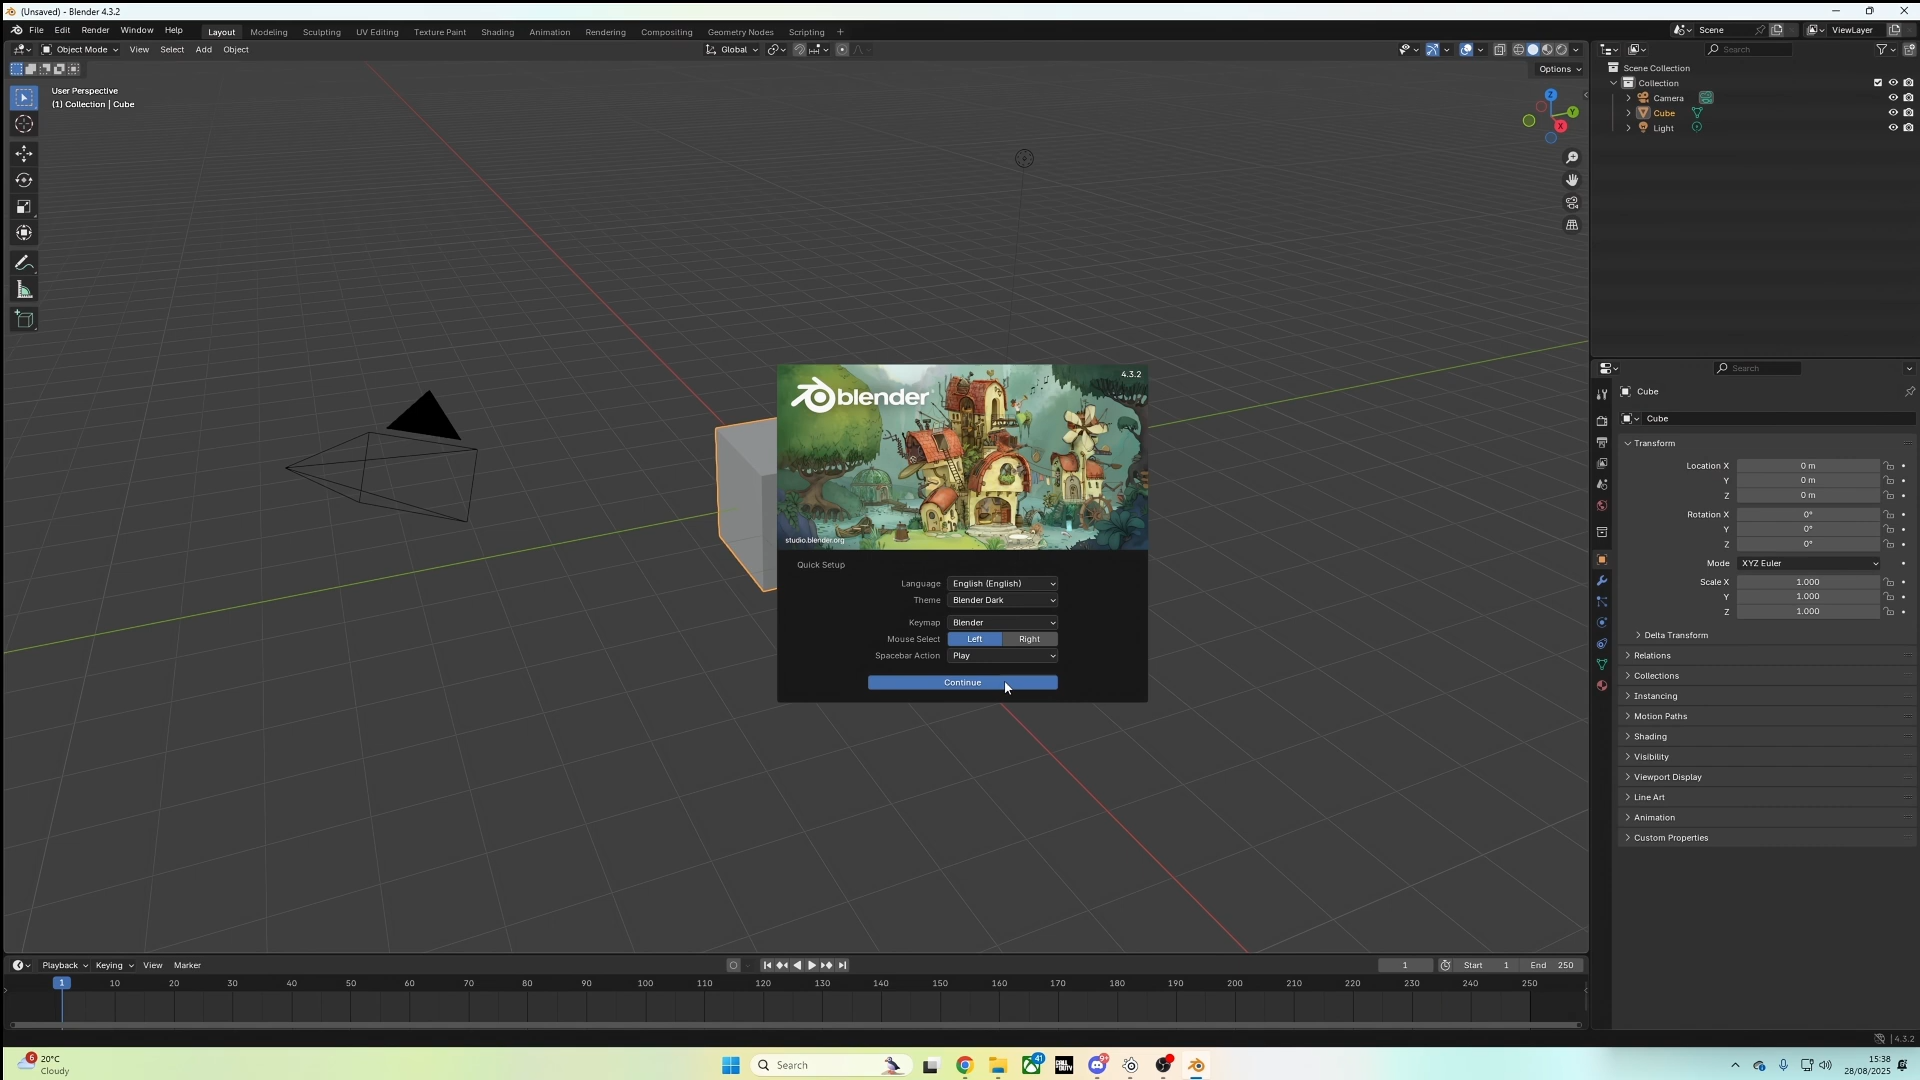 (Unsaved) - Blender 4.3.2
File Edit Render Window Help Layout Modeling Sculpting UV Editing Texture Paint Shading Animation Rendering Compositing Geometry Nodes Scripting + Scene ViewLayer
Object Mode View Select Add Object Global Search
Options
User Perspective
(1) Collection | Cube
Z
Y
X
Scene Collection
Collection
Camera
Cube
Light
4.3.2
blender
studio.blender.org
Quick Setup
Language English (English)
Theme Blender Dark
Keymap Blender
Mouse Select Left Right
Spacebar Action Play
Continue
Search
Cube
Cube
Transform
Location X 0 m
Y 0 m
Z 0 m
Rotation X 0°
Y 0°
Z 0°
Mode XYZ Euler
Scale X 1.000
Y 1.000
Z 1.000
Delta Transform
Relations
Collections
Instancing
Motion Paths
Shading
Visibility
Viewport Display
Line Art
Animation
Custom Properties
Playback Keying View Marker 1 Start 1 End 250
1 10 20 30 40 50 60 70 80 90 100 110 120 130 140 150 160 170 180 190 200 210 220 230 240 250
4.3.2
6 20°C
Cloudy
Search
41
CALL OF DUTY
9+
15:38
28/08/2025